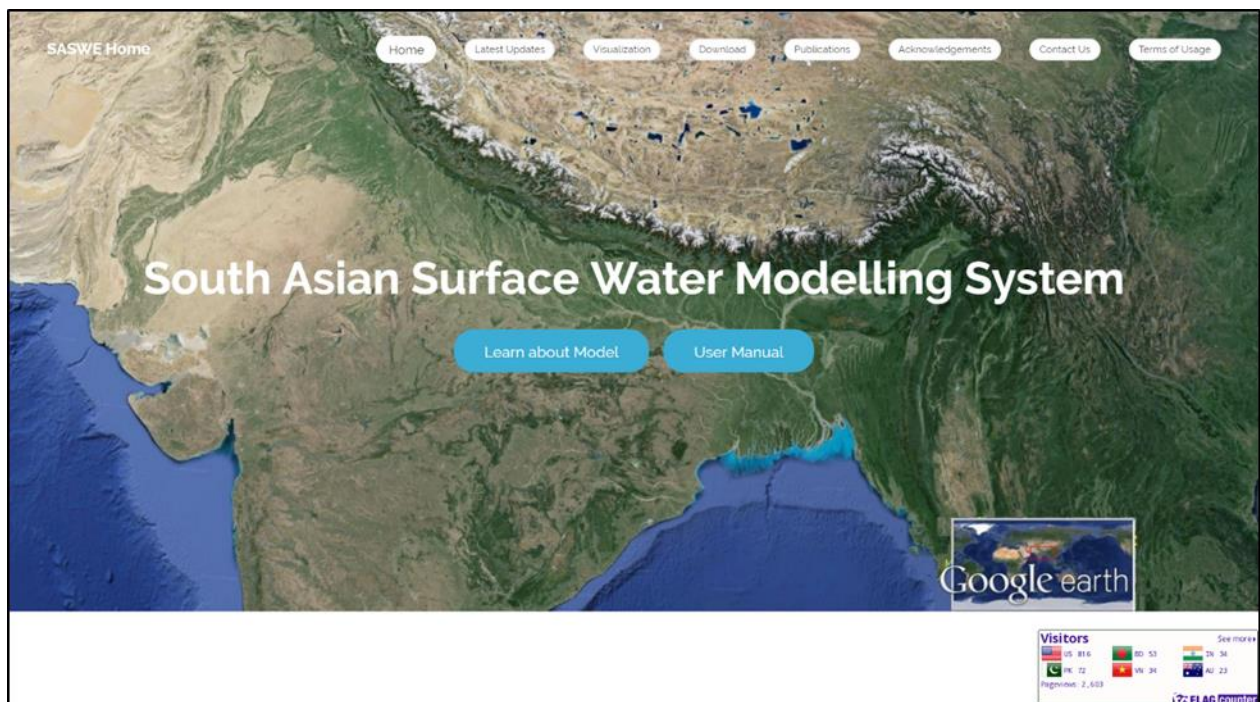 SASWE Home
Home
Latest Updates
Visualization
Download
Publications
Acknowledgements
Contact Us
Terms of Usage
South Asian Surface Water Modelling System
Learn about Model
User Manual
Google earth
Visitors
See more
US 816
BD 53
IN 34
PK 72
VN 34
AU 23
Pageviews: 2,603
FLAG counter